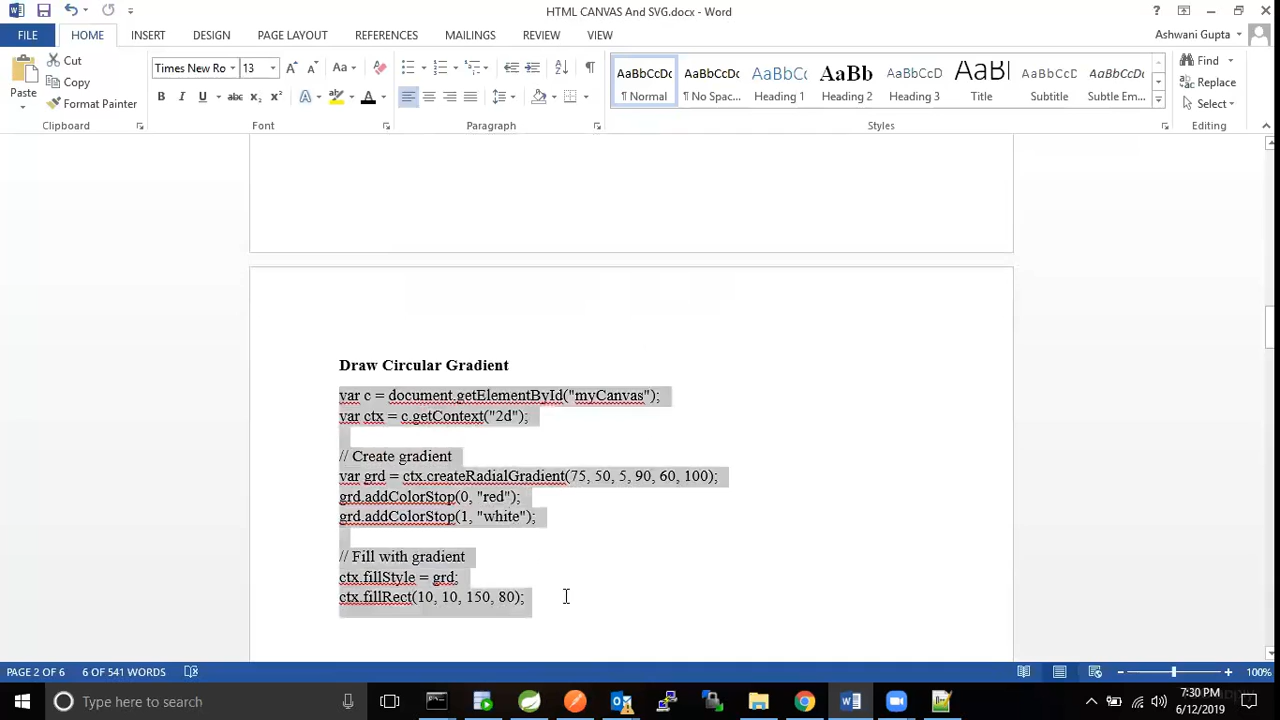 HTML CANVAS And SVG.docx - Word
?
FILE HOME INSERT DESIGN PAGE LAYOUT REFERENCES MAILINGS REVIEW VIEW
Ashwani Gupta
Paste
Cut
Copy
Format Painter
Clipboard
Times New Ro 13
Aa
B I U abc x₂ x²
A
A
Font
Paragraph
AaBbCcDc AaBbCcDc AaBbCc AaBb AaBbCcD AaBl AaBbCcD AaBbCcDc
¶ Normal ¶ No Spac... Heading 1 Heading 2 Heading 3 Title Subtitle Subtle Em...
Styles
Find
Replace
Select
Editing
Draw Circular Gradient
var c = document.getElementById("myCanvas");
var ctx = c.getContext("2d");
// Create gradient
var grd = ctx.createRadialGradient(75, 50, 5, 90, 60, 100);
grd.addColorStop(0, "red");
grd.addColorStop(1, "white");
// Fill with gradient
ctx.fillStyle = grd;
ctx.fillRect(10, 10, 150, 80);
PAGE 2 OF 6 6 OF 541 WORDS
100%
Type here to search
7:30 PM
6/12/2019